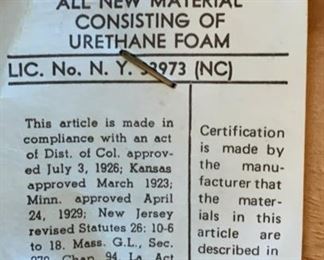 ALL NEW MATERIAL
CONSISTING OF
URETHANE FOAM
LIC. No. N. Y. 973 (NC)
This article is made in
compliance with an act
of Dist. of Col. approv-
ed July 3, 1926; Kansas
approved March 1923;
Minn. approved April
24, 1929; New Jersey
revised Statutes 26: 10-6
to 18. Mass. G.L., Sec.
270 Chap. 94. La. Act
Certification
is made by
the manu-
facturer that
the mater-
ials in this
article are
described in